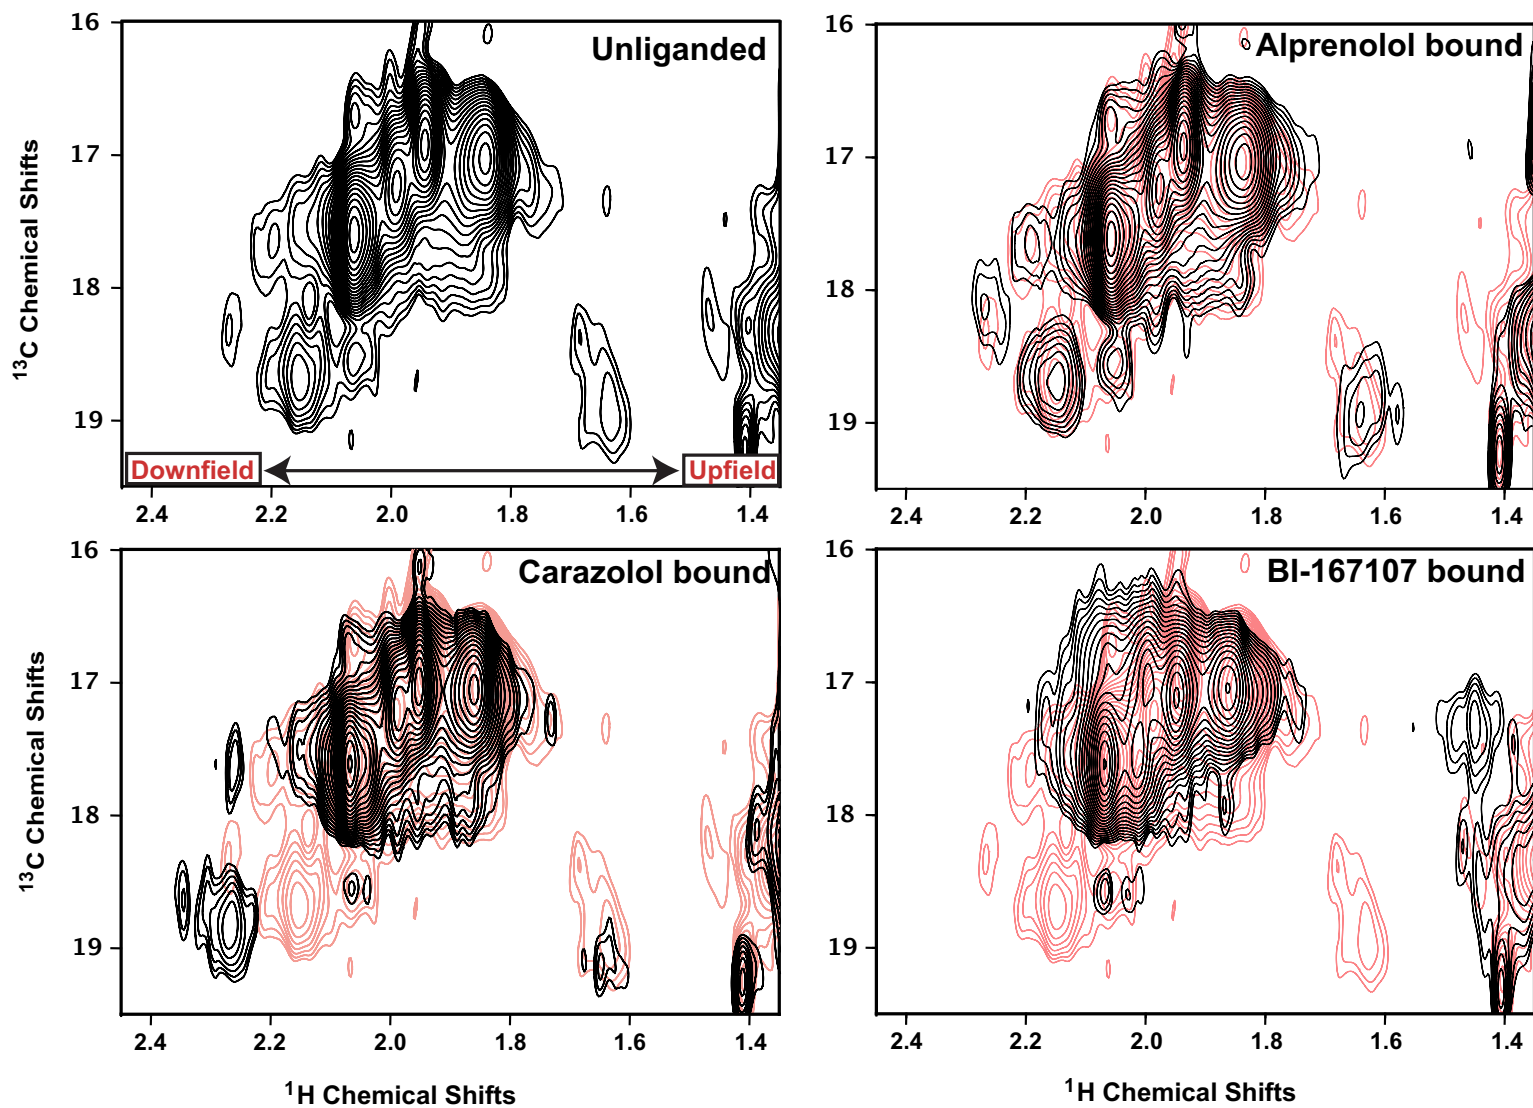 Unliganded
16
17
18
19
¹³C Chemical Shifts
Downfield
Upfield
2.4 2.2 2.0 1.8 1.6 1.4
Alprenolol bound
16
17
18
19
2.4 2.2 2.0 1.8 1.6 1.4
Carazolol bound
16
17
18
19
¹³C Chemical Shifts
2.4 2.2 2.0 1.8 1.6 1.4
¹H Chemical Shifts
BI-167107 bound
16
17
18
19
2.4 2.2 2.0 1.8 1.6 1.4
¹H Chemical Shifts